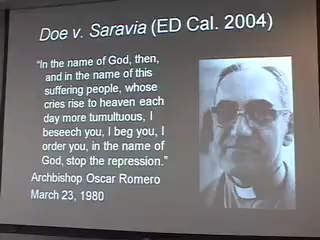 Doe v. Saravia (ED Cal. 2004)
“In the name of God, then,
and in the name of this
suffering people, whose
cries rise to heaven each
day more tumultuous, I
beseech you, I beg you, I
order you, in the name of
God, stop the repression.”
Archbishop Oscar Romero
March 23, 1980